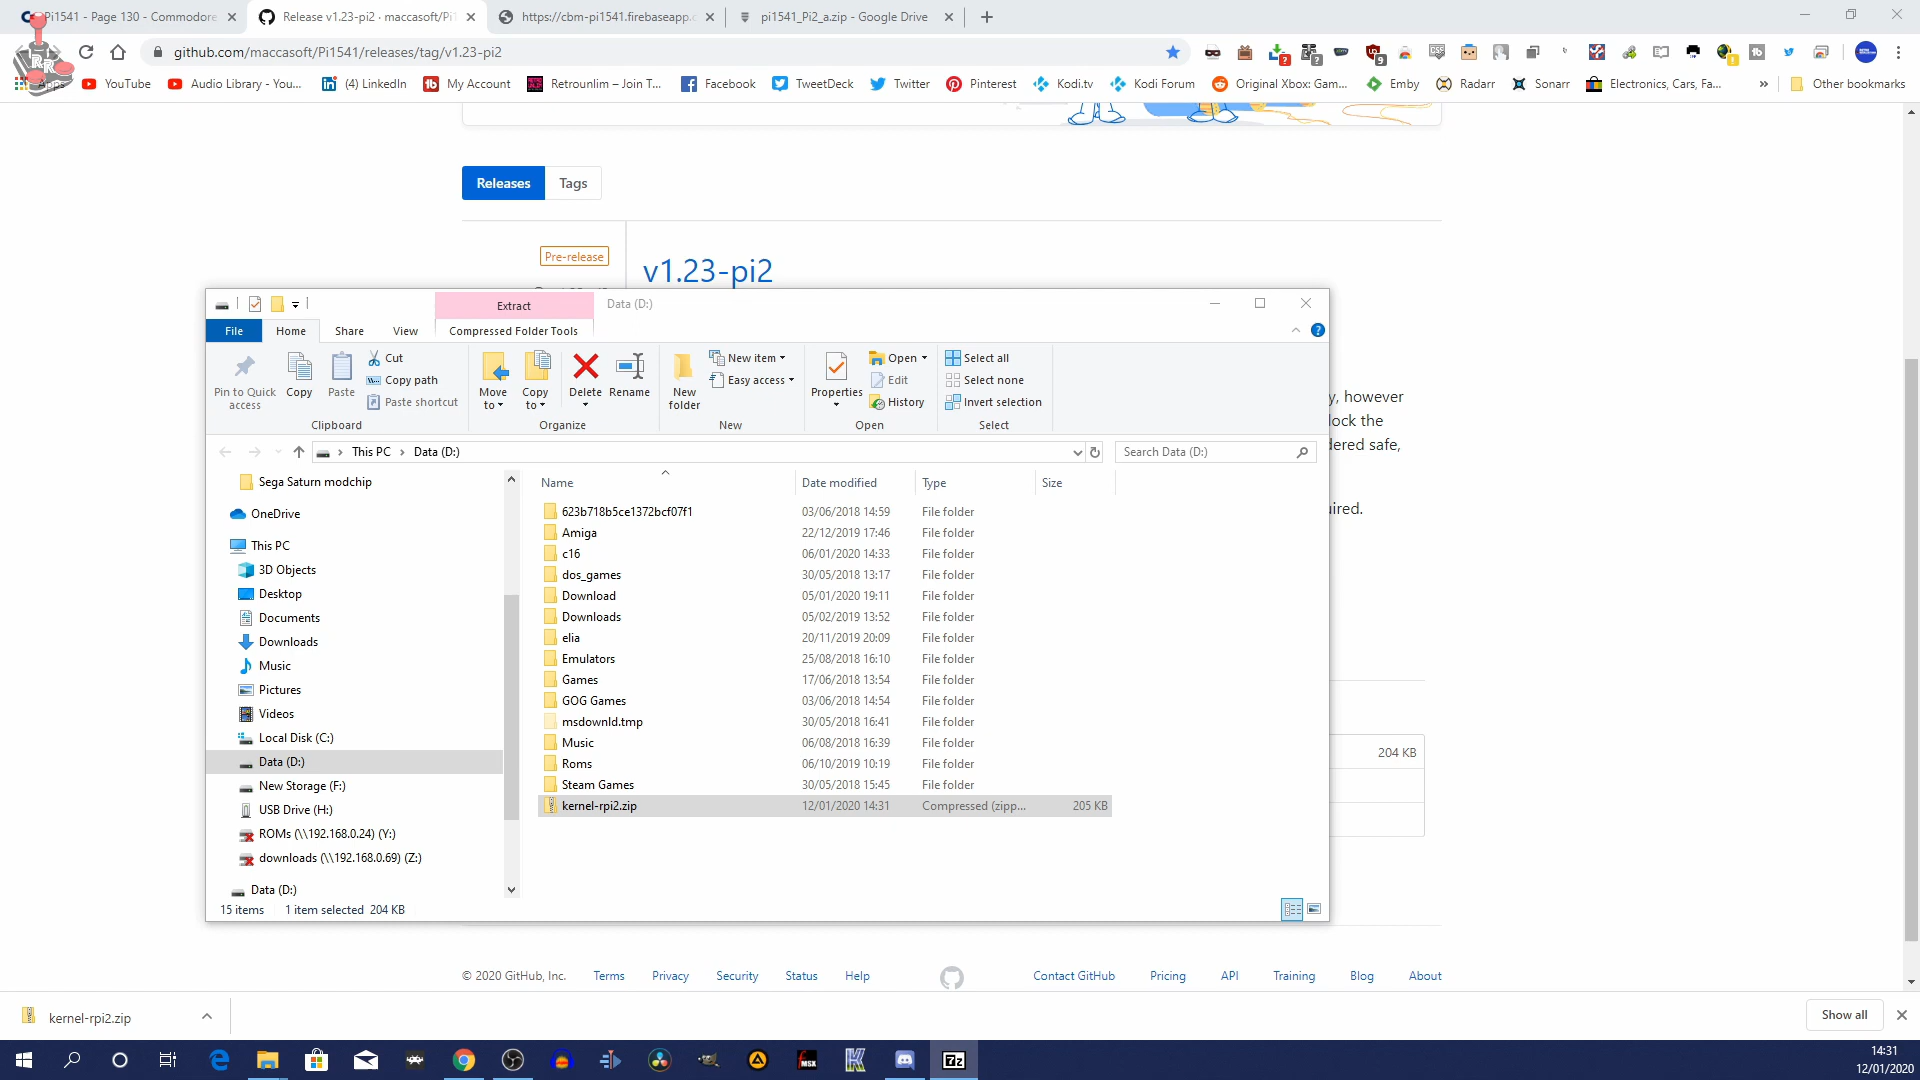 Pi1541 - Page 130 - Commodore
Release v1.23-pi2 · maccasoft/Pi1
https://cbm-pi1541.firebaseapp.c
pi1541_Pi2_a.zip - Google Drive
github.com/maccasoft/Pi1541/releases/tag/v1.23-pi2
Apps
YouTube
Audio Library - You...
(4) LinkedIn
My Account
Retrounlim – Join T...
Facebook
TweetDeck
Twitter
Pinterest
Kodi.tv
Kodi Forum
Original Xbox: Gam...
Emby
Radarr
Sonarr
Electronics, Cars, Fa...
»
Other bookmarks
Releases
Tags
Pre-release
v1.23-pi2
Extract
Data (D:)
File
Home
Share
View
Compressed Folder Tools
Pin to Quick access
Copy
Paste
Cut
Copy path
Paste shortcut
Clipboard
Move to
Copy to
Delete
Rename
Organize
New folder
New item
Easy access
New
Properties
Open
Edit
History
Open
Select all
Select none
Invert selection
Select
y, however
lock the
dered safe,
ired.
This PC
Data (D:)
Search Data (D:)
Sega Saturn modchip
OneDrive
This PC
3D Objects
Desktop
Documents
Downloads
Music
Pictures
Videos
Local Disk (C:)
Data (D:)
New Storage (F:)
USB Drive (H:)
ROMs (\\192.168.0.24) (Y:)
downloads (\\192.168.0.69) (Z:)
Data (D:)
Name Date modified Type Size
623b718b5ce1372bcf07f1 03/06/2018 14:59 File folder
Amiga 22/12/2019 17:46 File folder
c16 06/01/2020 14:33 File folder
dos_games 30/05/2018 13:17 File folder
Download 05/01/2020 19:11 File folder
Downloads 05/02/2019 13:52 File folder
elia 20/11/2019 20:09 File folder
Emulators 25/08/2018 16:10 File folder
Games 17/06/2018 13:54 File folder
GOG Games 03/06/2018 14:54 File folder
msdownld.tmp 30/05/2018 16:41 File folder
Music 06/08/2018 16:39 File folder
Roms 06/10/2019 10:19 File folder
Steam Games 30/05/2018 15:45 File folder
kernel-rpi2.zip 12/01/2020 14:31 Compressed (zipp... 205 KB
204 KB
15 items 1 item selected 204 KB
© 2020 GitHub, Inc.
Terms
Privacy
Security
Status
Help
Contact GitHub
Pricing
API
Training
Blog
About
kernel-rpi2.zip
Show all
14:31
12/01/2020